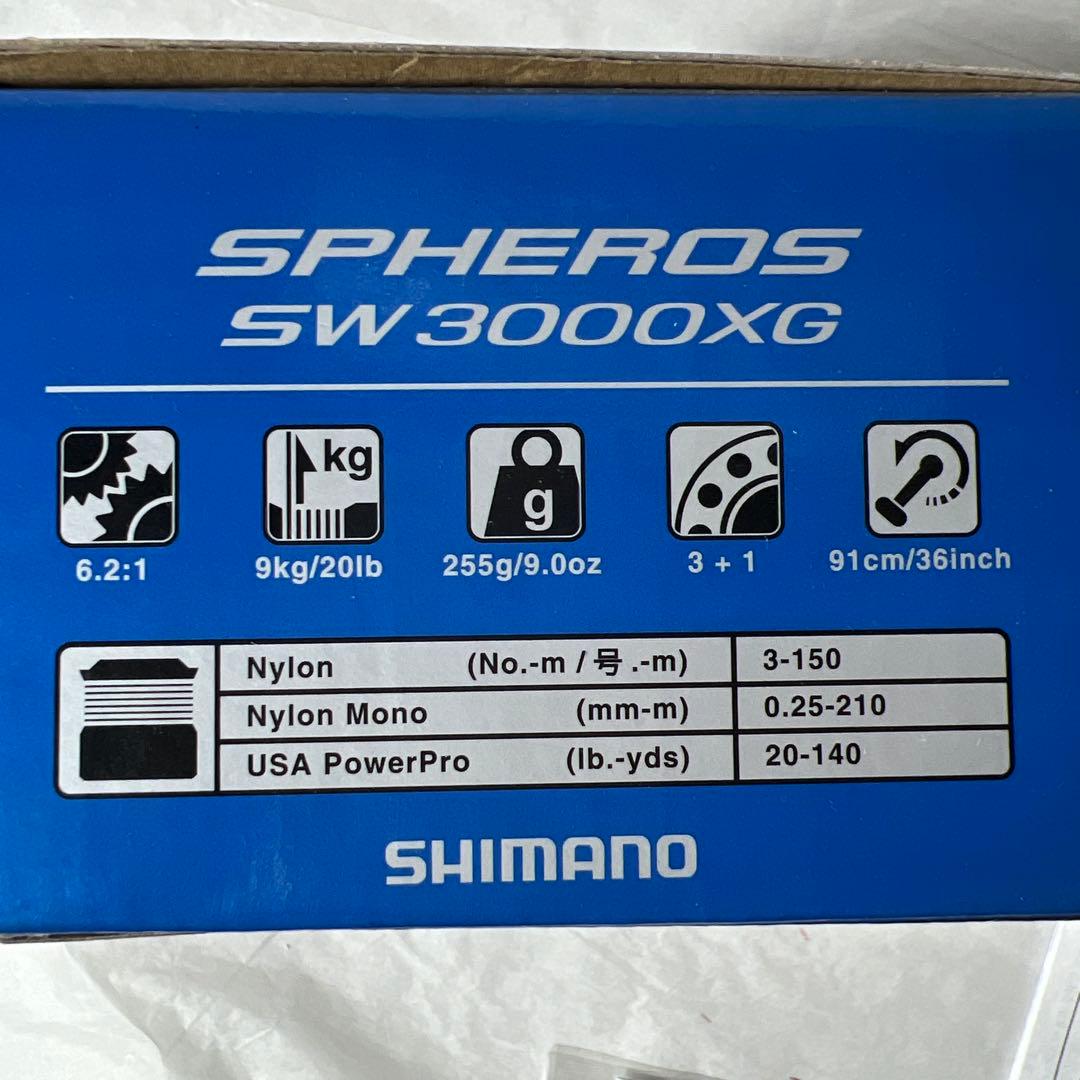 SPHEROS
SW 3000XG
kg
g
6.2:1 9kg/20lb 255g/9.0oz 3 + 1 91cm/36inch
Nylon (No.-m / 号 .-m) 3-150
Nylon Mono (mm-m) 0.25-210
USA PowerPro (lb.-yds) 20-140
SHIMANO